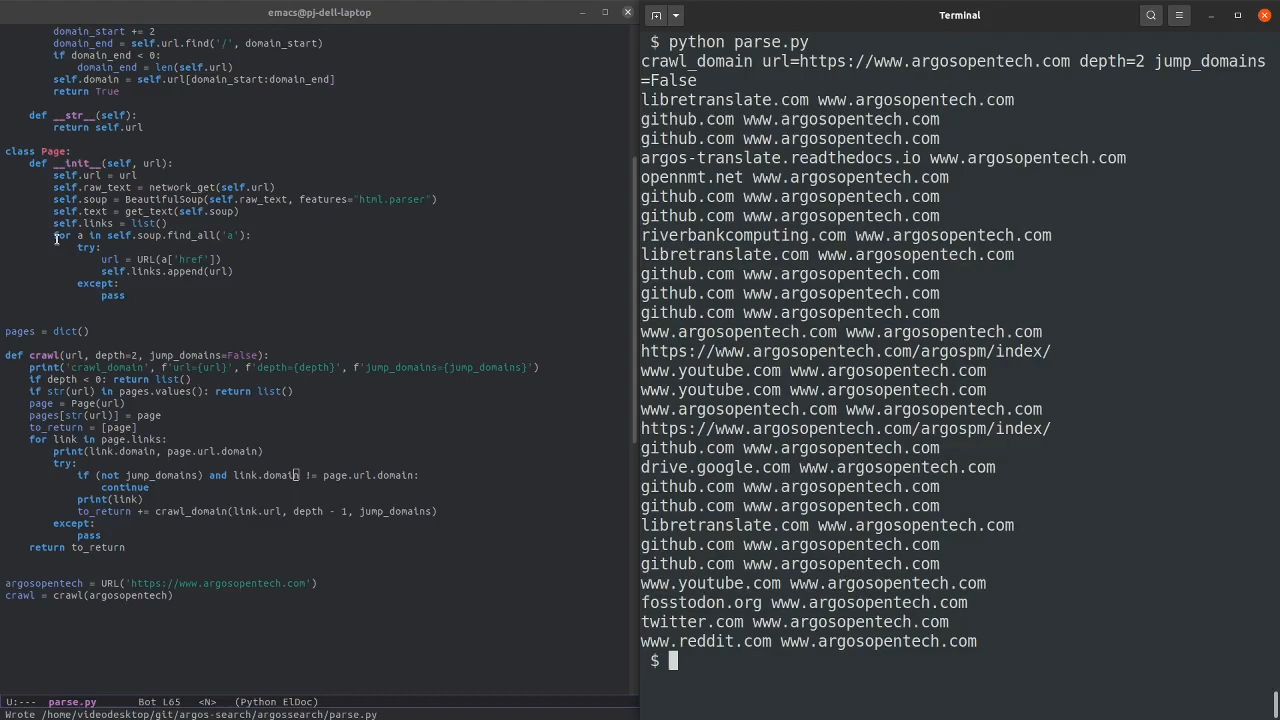 emacs@pj-dell-laptop
domain_start += 2
domain_end = self.url.find('/', domain_start)
if domain_end < 0:
domain_end = len(self.url)
self.domain = self.url[domain_start:domain_end]
return True
def __str__(self):
return self.url
class Page:
def __init__(self, url):
self.url = url
self.raw_text = network_get(self.url)
self.soup = BeautifulSoup(self.raw_text, features="html.parser")
self.text = get_text(self.soup)
self.links = list()
for a in self.soup.find_all('a'):
try:
url = URL(a['href'])
self.links.append(url)
except:
pass
pages = dict()
def crawl(url, depth=2, jump_domains=False):
print('crawl_domain', f'url={url}', f'depth={depth}', f'jump_domains={jump_domains}')
if depth < 0: return list()
if str(url) in pages.values(): return list()
page = Page(url)
pages[str(url)] = page
to_return = [page]
for link in page.links:
print(link.domain, page.url.domain)
try:
if (not jump_domains) and link.domain != page.url.domain:
continue
print(link)
to_return += crawl_domain(link.url, depth - 1, jump_domains)
except:
pass
return to_return
argosopentech = URL('https://www.argosopentech.com')
crawl = crawl(argosopentech)
U:--- parse.py Bot L65 <N> (Python ElDoc)
Wrote /home/videodesktop/git/argos-search/argossearch/parse.py
Terminal
$ python parse.py
crawl_domain url=https://www.argosopentech.com depth=2 jump_domains
=False
libretranslate.com www.argosopentech.com
github.com www.argosopentech.com
github.com www.argosopentech.com
argos-translate.readthedocs.io www.argosopentech.com
opennmt.net www.argosopentech.com
github.com www.argosopentech.com
github.com www.argosopentech.com
riverbankcomputing.com www.argosopentech.com
libretranslate.com www.argosopentech.com
github.com www.argosopentech.com
github.com www.argosopentech.com
github.com www.argosopentech.com
www.argosopentech.com www.argosopentech.com
https://www.argosopentech.com/argospm/index/
www.youtube.com www.argosopentech.com
www.youtube.com www.argosopentech.com
www.argosopentech.com www.argosopentech.com
https://www.argosopentech.com/argospm/index/
github.com www.argosopentech.com
drive.google.com www.argosopentech.com
github.com www.argosopentech.com
github.com www.argosopentech.com
libretranslate.com www.argosopentech.com
github.com www.argosopentech.com
github.com www.argosopentech.com
www.youtube.com www.argosopentech.com
fosstodon.org www.argosopentech.com
twitter.com www.argosopentech.com
www.reddit.com www.argosopentech.com
$